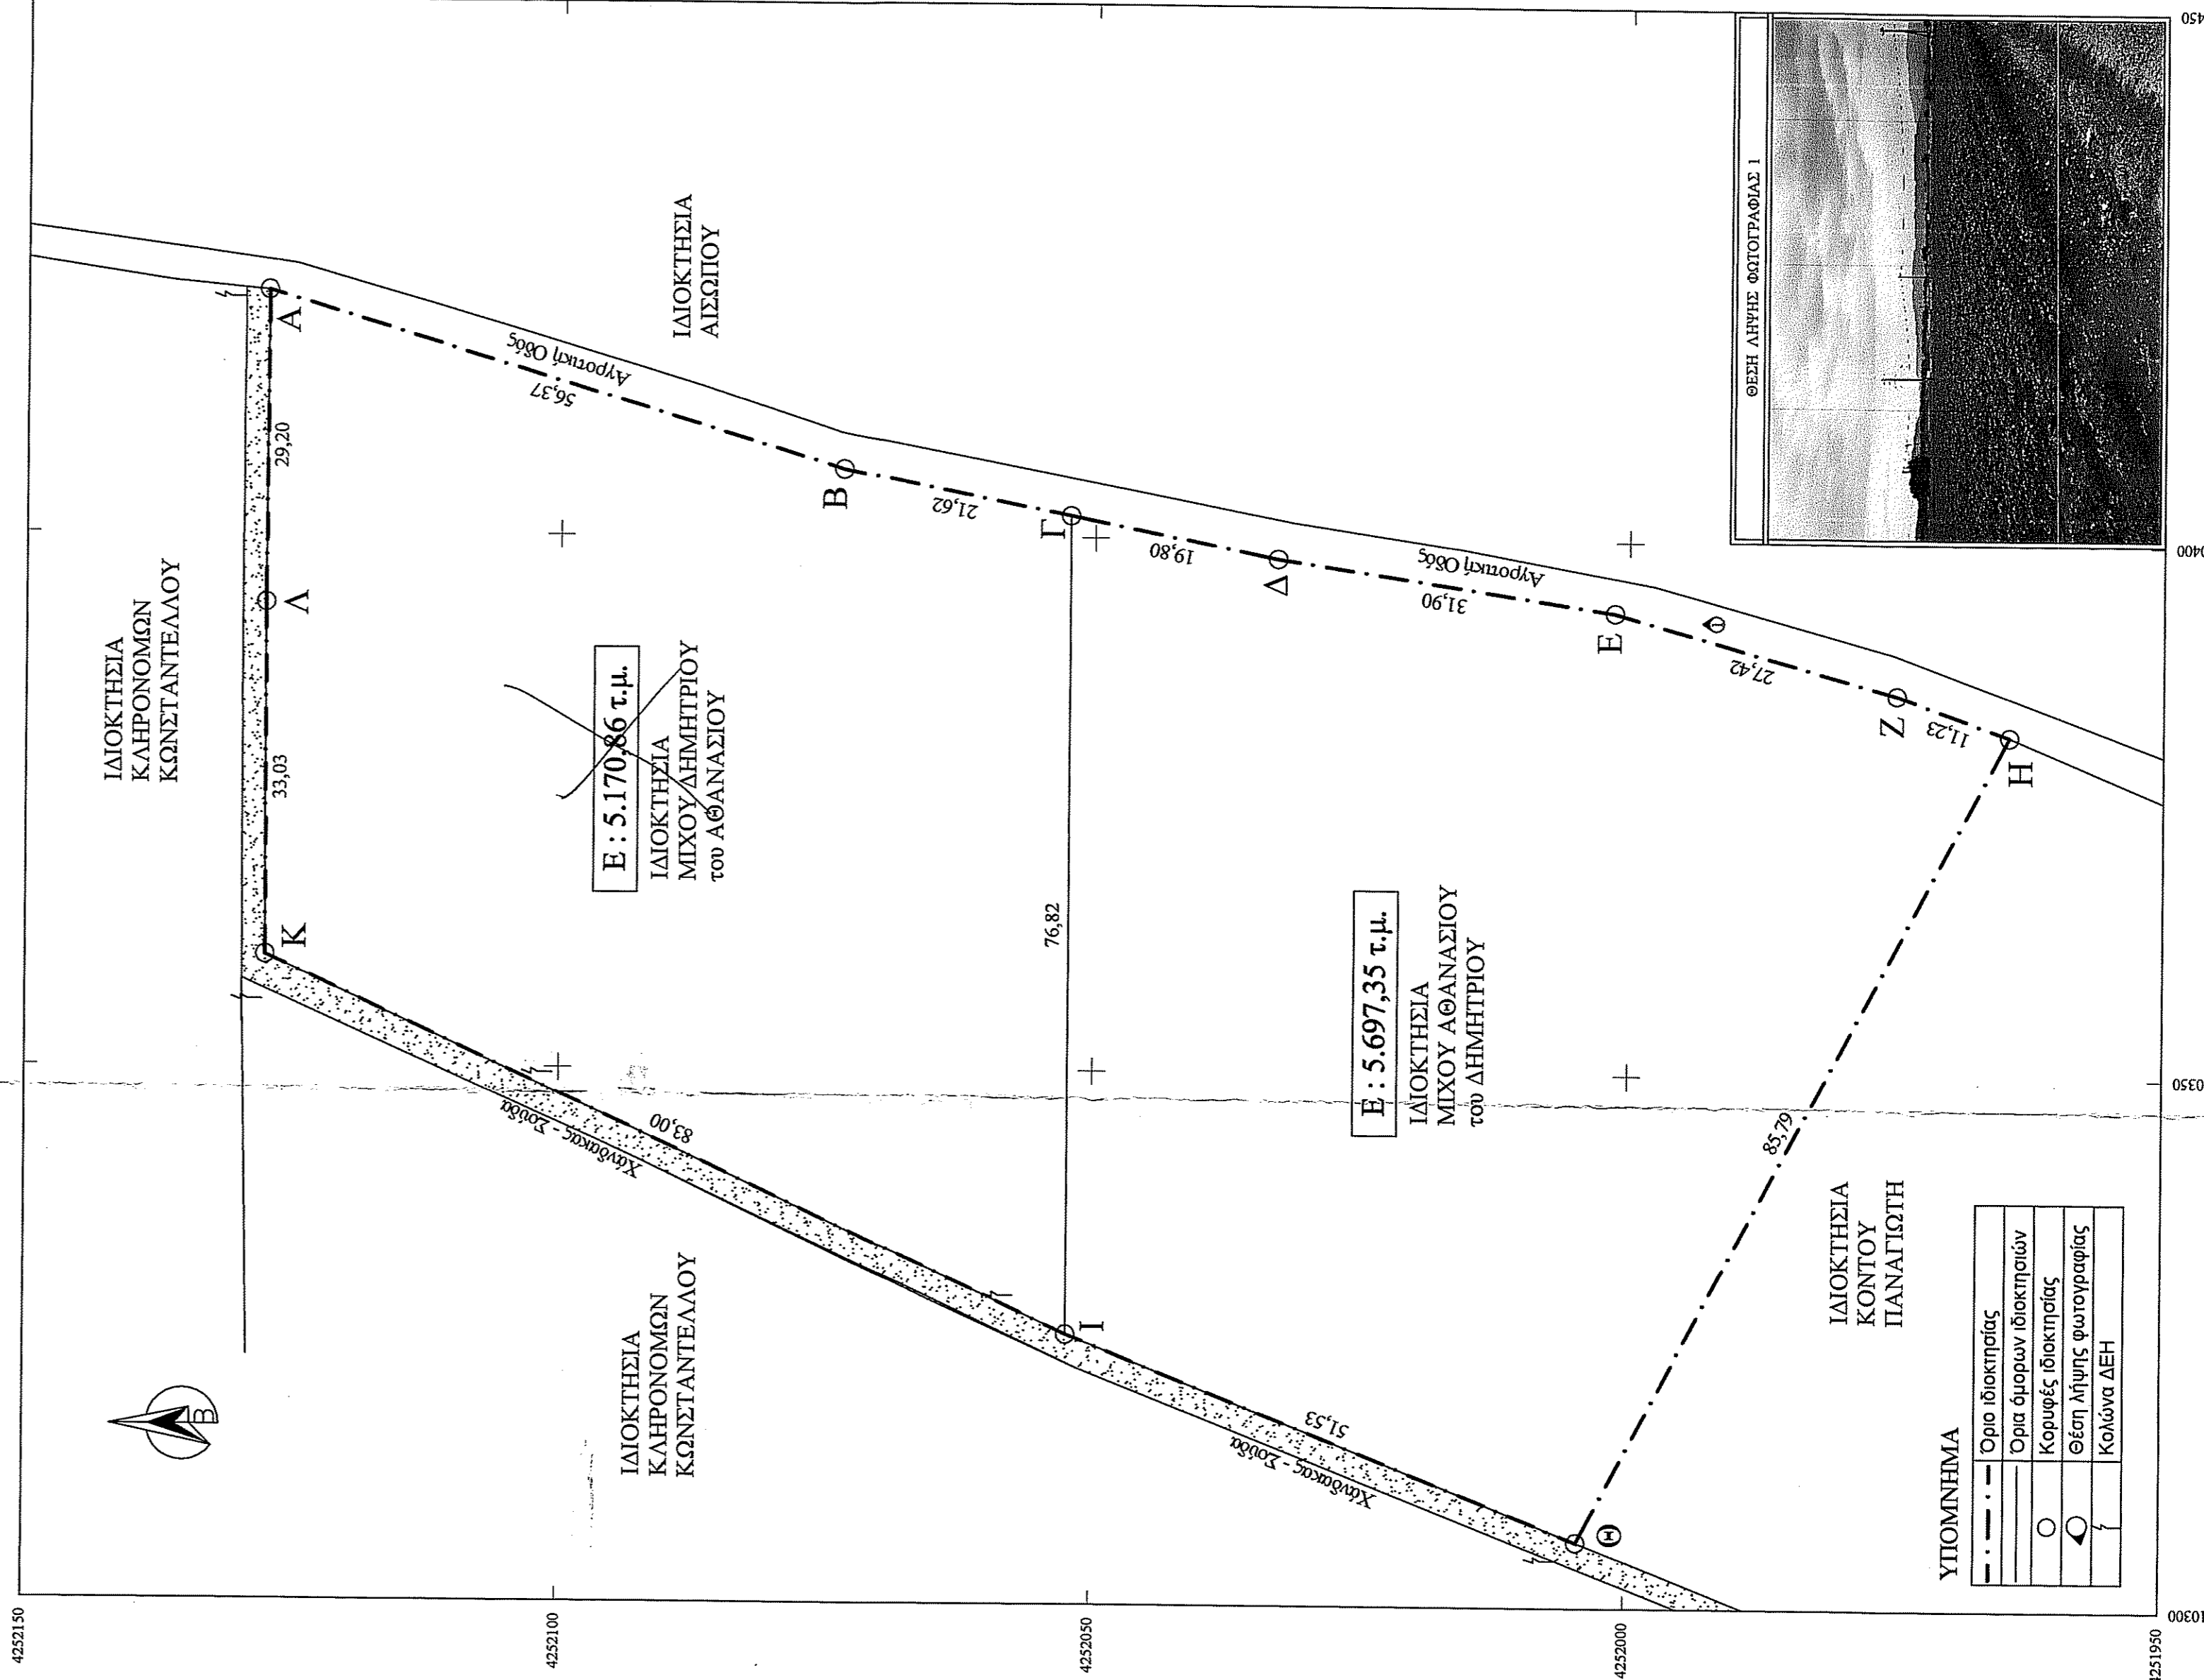 4252150
4252100
4252050
4252000
4251950
10300
ΙΔΙΟΚΤΗΣΙΑ
ΚΛΗΡΟΝΟΜΩΝ
ΚΩΝΣΤΑΝΤΕΛΛΟΥ
Β
Κ
33,03
Λ
29,20
Α
56,37
Αγροτική Οδός
ΙΔΙΟΚΤΗΣΙΑ
ΑΙΣΩΠΟΥ
Ε : 5.170,86 τ.μ.
ΙΔΙΟΚΤΗΣΙΑ
ΜΙΧΟΥ ΔΗΜΗΤΡΙΟΥ
του ΑΘΑΝΑΣΙΟΥ
Χάνδακας - Σούδα
83,00
ΙΔΙΟΚΤΗΣΙΑ
ΚΛΗΡΟΝΟΜΩΝ
ΚΩΝΣΤΑΝΤΕΛΛΟΥ
Β
21,62
Γ
76,82
Ι
19,80
Δ
31,90
Αγροτική Οδός
Ε
1
27,42
Ζ
11,23
Η
Ε : 5.697,35 τ.μ.
ΙΔΙΟΚΤΗΣΙΑ
ΜΙΧΟΥ ΑΘΑΝΑΣΙΟΥ
του ΔΗΜΗΤΡΙΟΥ
51,53
Χάνδακας - Σούδα
Θ
85,79
ΙΔΙΟΚΤΗΣΙΑ
ΚΟΝΤΟΥ
ΠΑΝΑΓΙΩΤΗ
ΥΠΟΜΝΗΜΑ
Όριο ιδιοκτησίας
Όρια όμορων ιδιοκτησιών
Κορυφές ιδιοκτησίας
Θέση λήψης φωτογραφίας
Κολώνα ΔΕΗ
ΘΕΣΗ ΛΗΨΗΣ ΦΩΤΟΓΡΑΦΙΑΣ 1